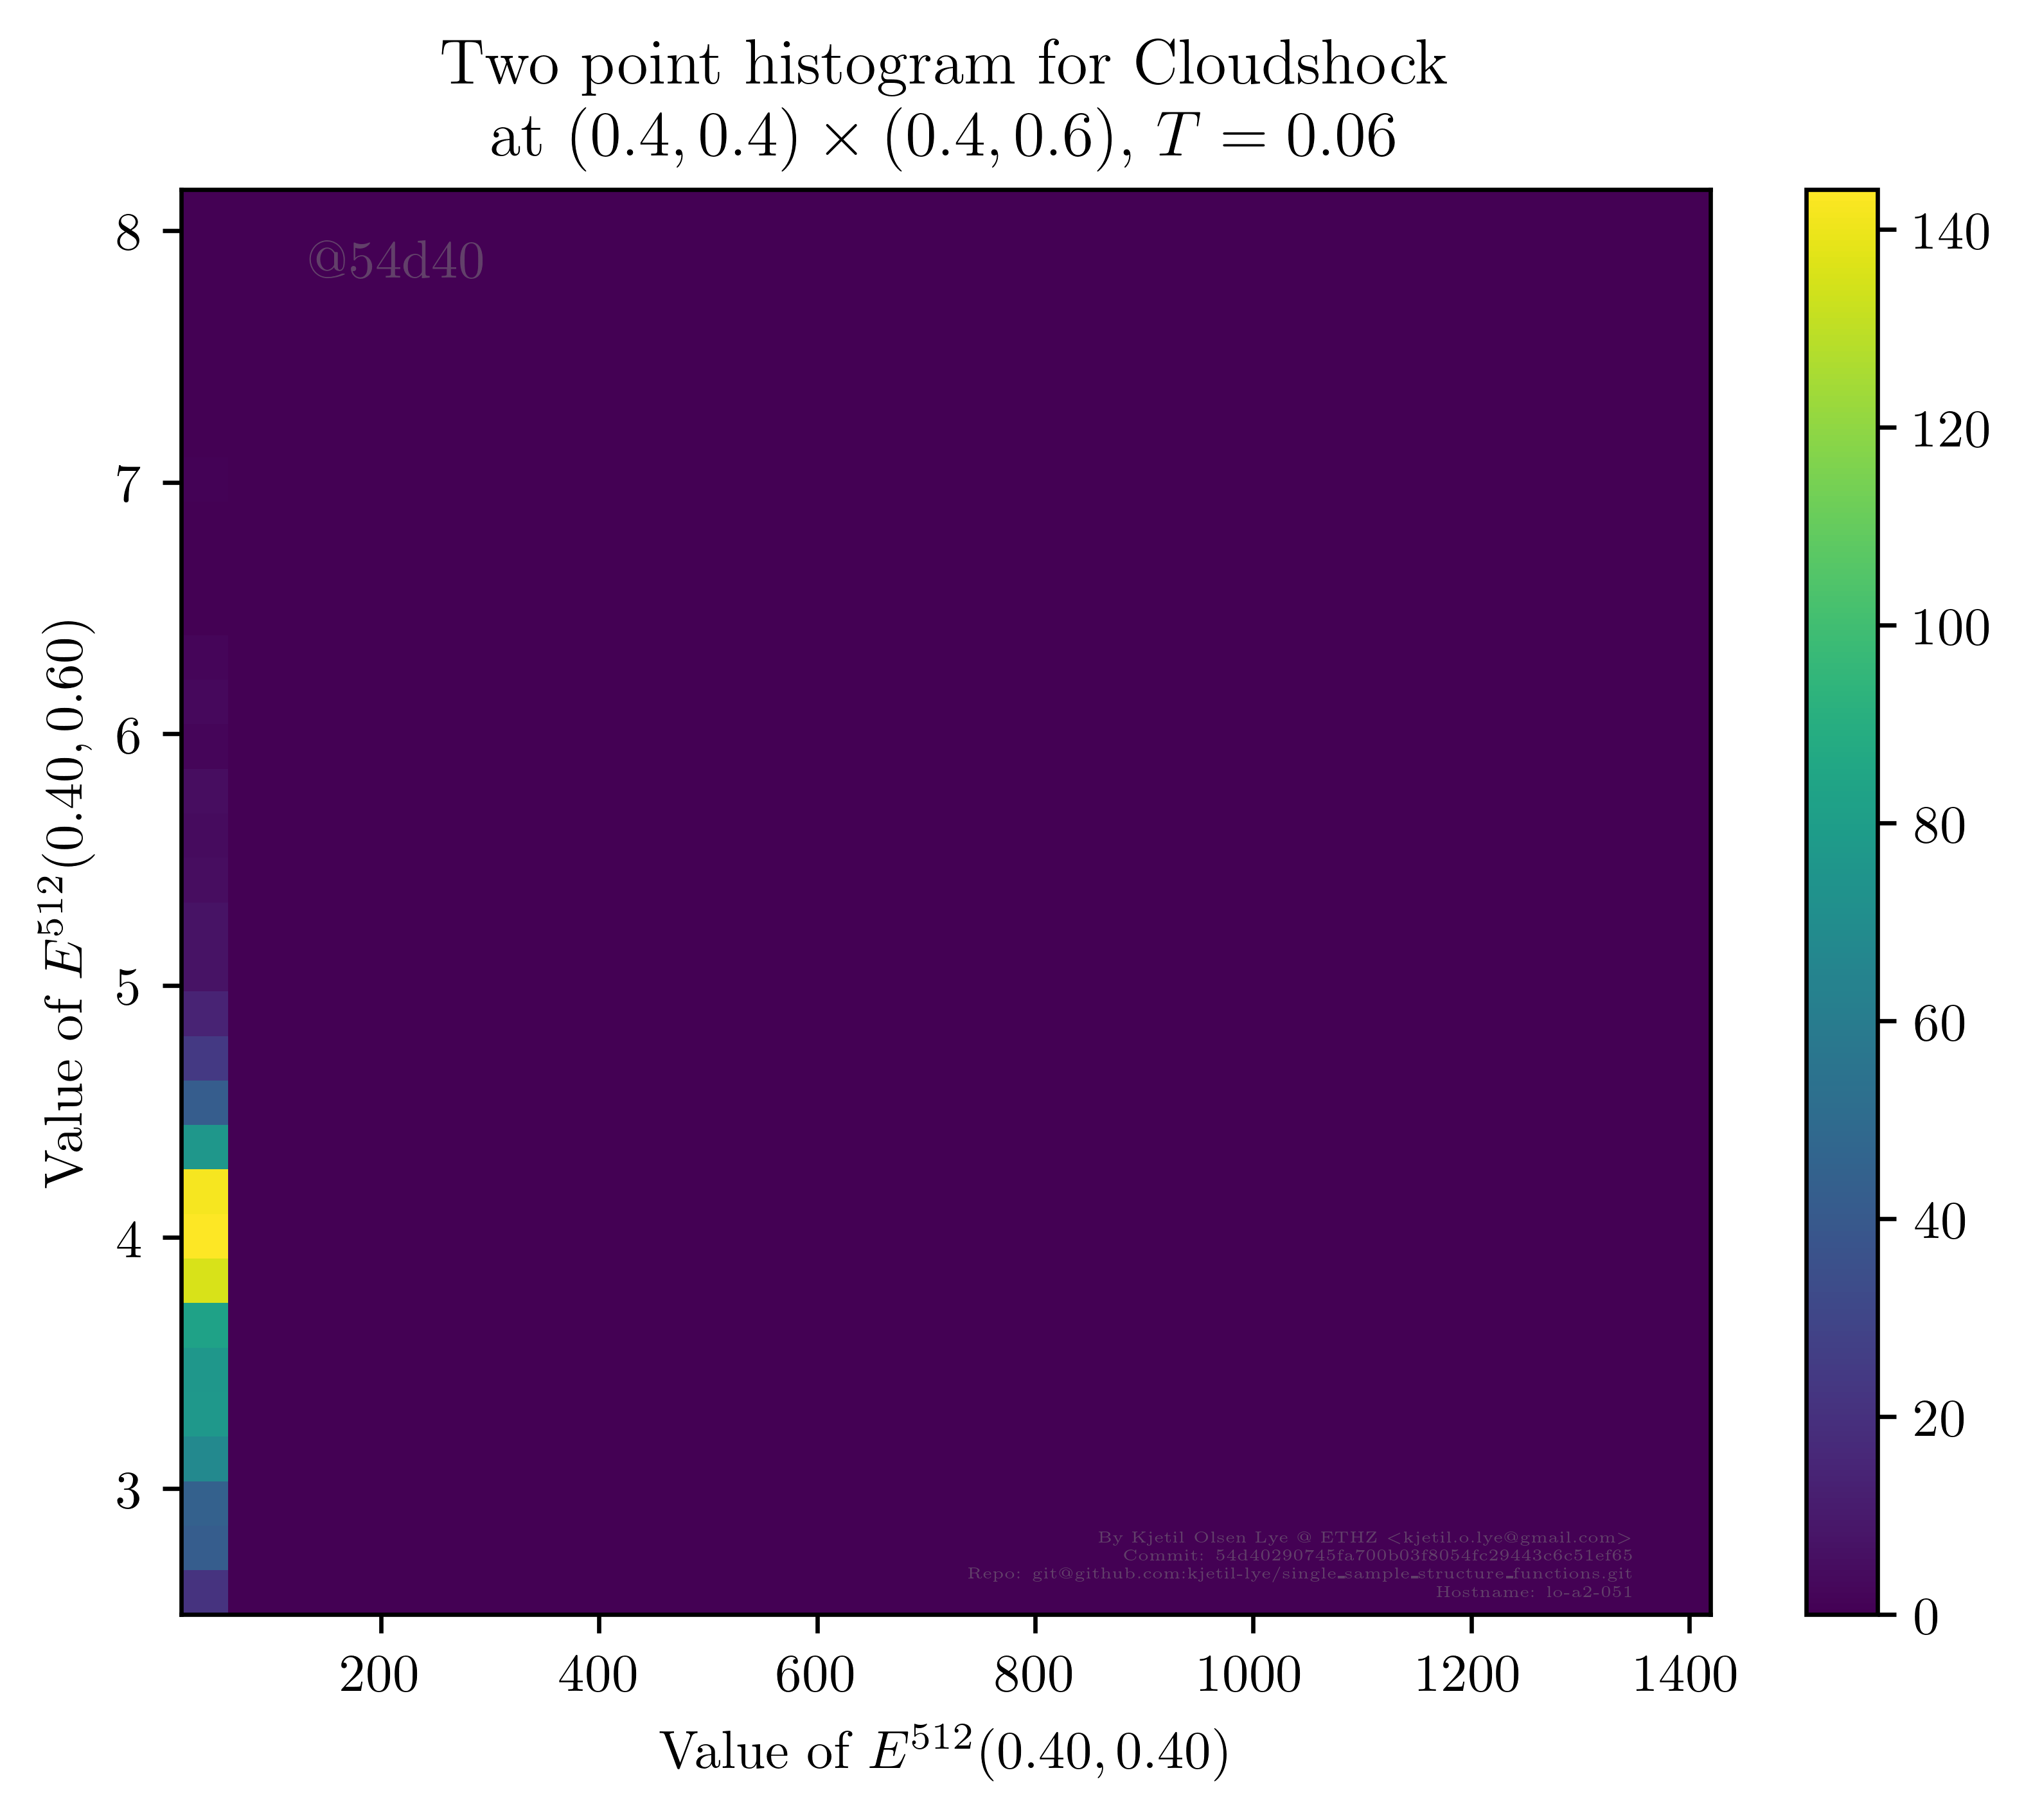 Two point histogram for Cloudshock
at (0.4, 0.4) × (0.4, 0.6), T = 0.06
@54d40
8
7
6
5
4
3
Value of E^512(0.40, 0.60)
140
120
100
80
60
40
20
0
By Kjetil Olsen Lye @ ETHZ <kjetil.o.lye@gmail.com>
Commit: 54d40290745fa700b03f8054fc29443c6c51ef65
Repo: git@github.com:kjetil-lye/single_sample_structure_functions.git
Hostname: lo-a2-051
200 400 600 800 1000 1200 1400
Value of E^512(0.40, 0.40)